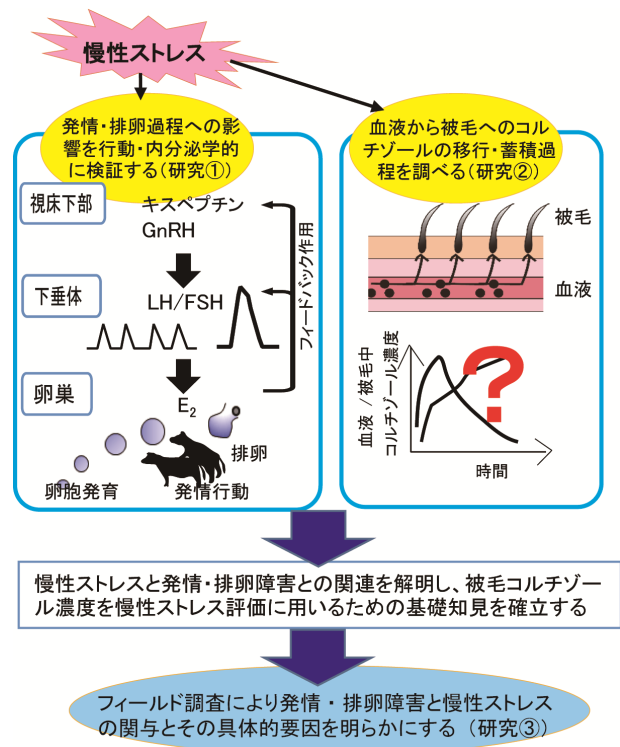 慢性ストレス
発情・排卵過程への影
響を行動・内分泌学的
に検証する(研究①)
視床下部
キスペプチン
GnRH
下垂体
LH/FSH
フィードバック作用
卵巣
E₂
排卵
卵胞発育
発情行動
血液から被毛へのコル
チゾールの移行・蓄積過
程を調べる(研究②)
被毛
血液
血液/被毛中
コルチゾール濃度
?
時間
慢性ストレスと発情・排卵障害との関連を解明し、被毛コルチゾー
ル濃度を慢性ストレス評価に用いるための基礎知見を確立する
フィールド調査により発情・排卵障害と慢性ストレス
の関与とその具体的要因を明らかにする (研究③)